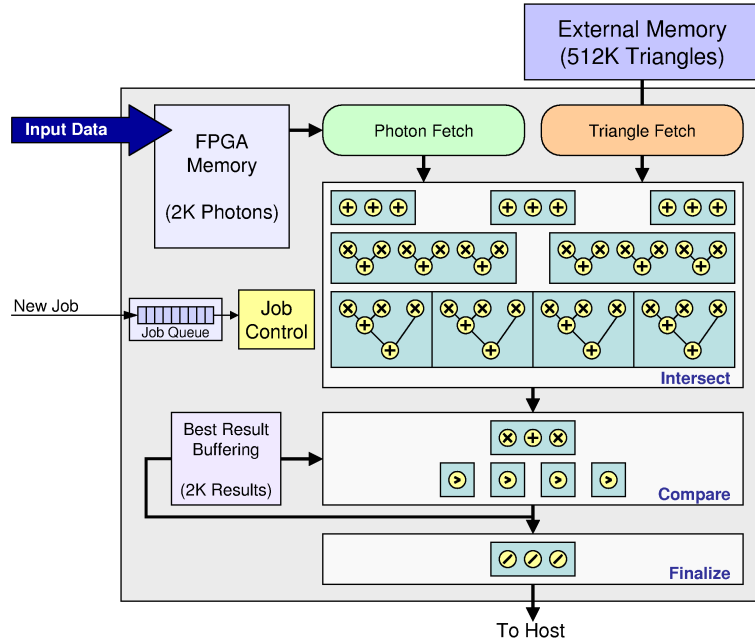 External Memory
(512K Triangles)
Input Data
FPGA
Memory
(2K Photons)
Photon Fetch
Triangle Fetch
New Job
Job Queue
Job
Control
Intersect
Best Result
Buffering
(2K Results)
Compare
Finalize
To Host